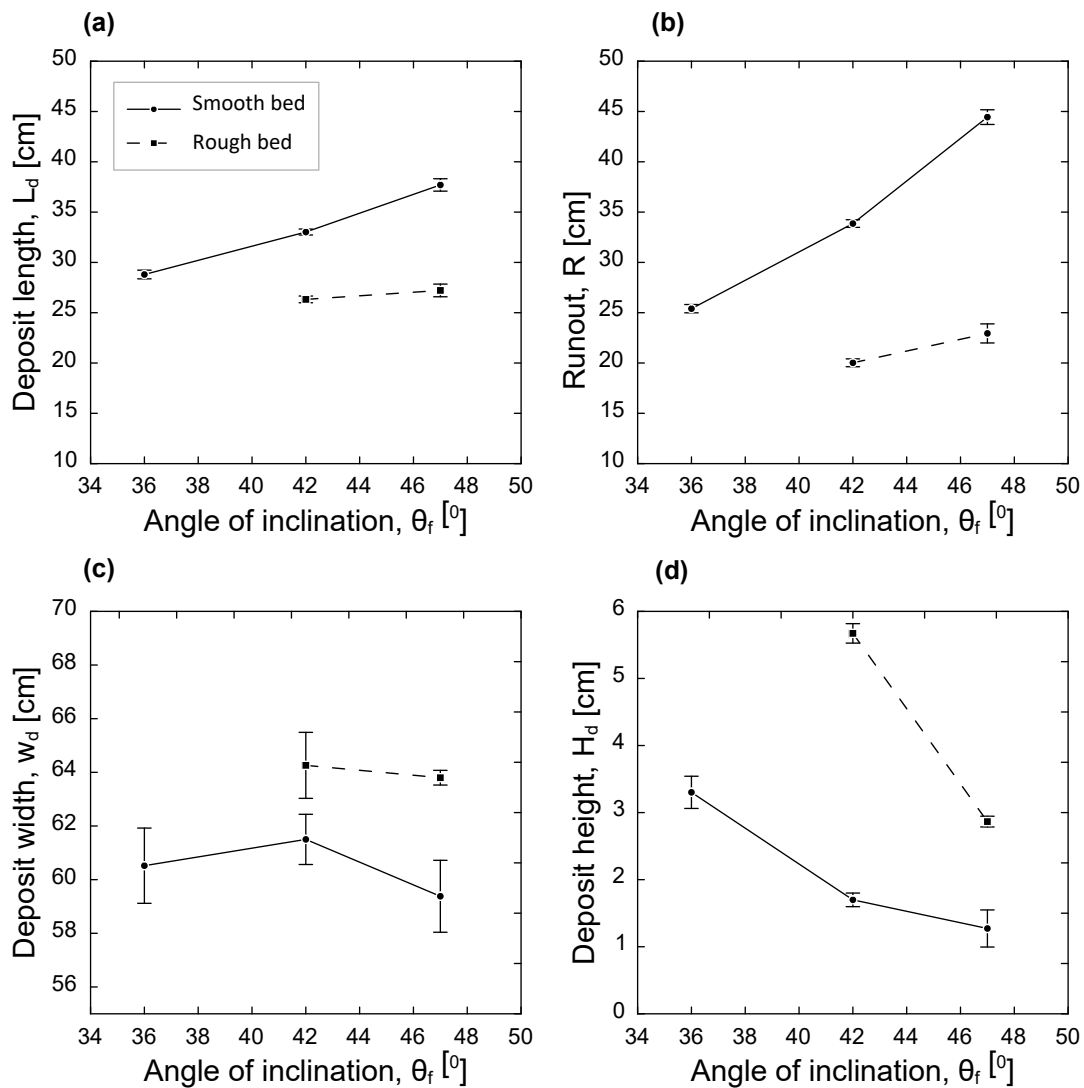 (a)
50
45
40
35
30
25
20
15
10
Deposit length, L_d [cm]
Smooth bed
Rough bed
34 36 38 40 42 44 46 48 50
Angle of inclination, θ_f [⁰]
(b)
50
45
40
35
30
25
20
15
10
Runout, R [cm]
34 36 38 40 42 44 46 48 50
Angle of inclination, θ_f [⁰]
(c)
70
68
66
64
62
60
58
56
Deposit width, w_d [cm]
34 36 38 40 42 44 46 48 50
Angle of inclination, θ_f [⁰]
(d)
6
5
4
3
2
1
0
Deposit height, H_d [cm]
34 36 38 40 42 44 46 48 50
Angle of inclination, θ_f [⁰]